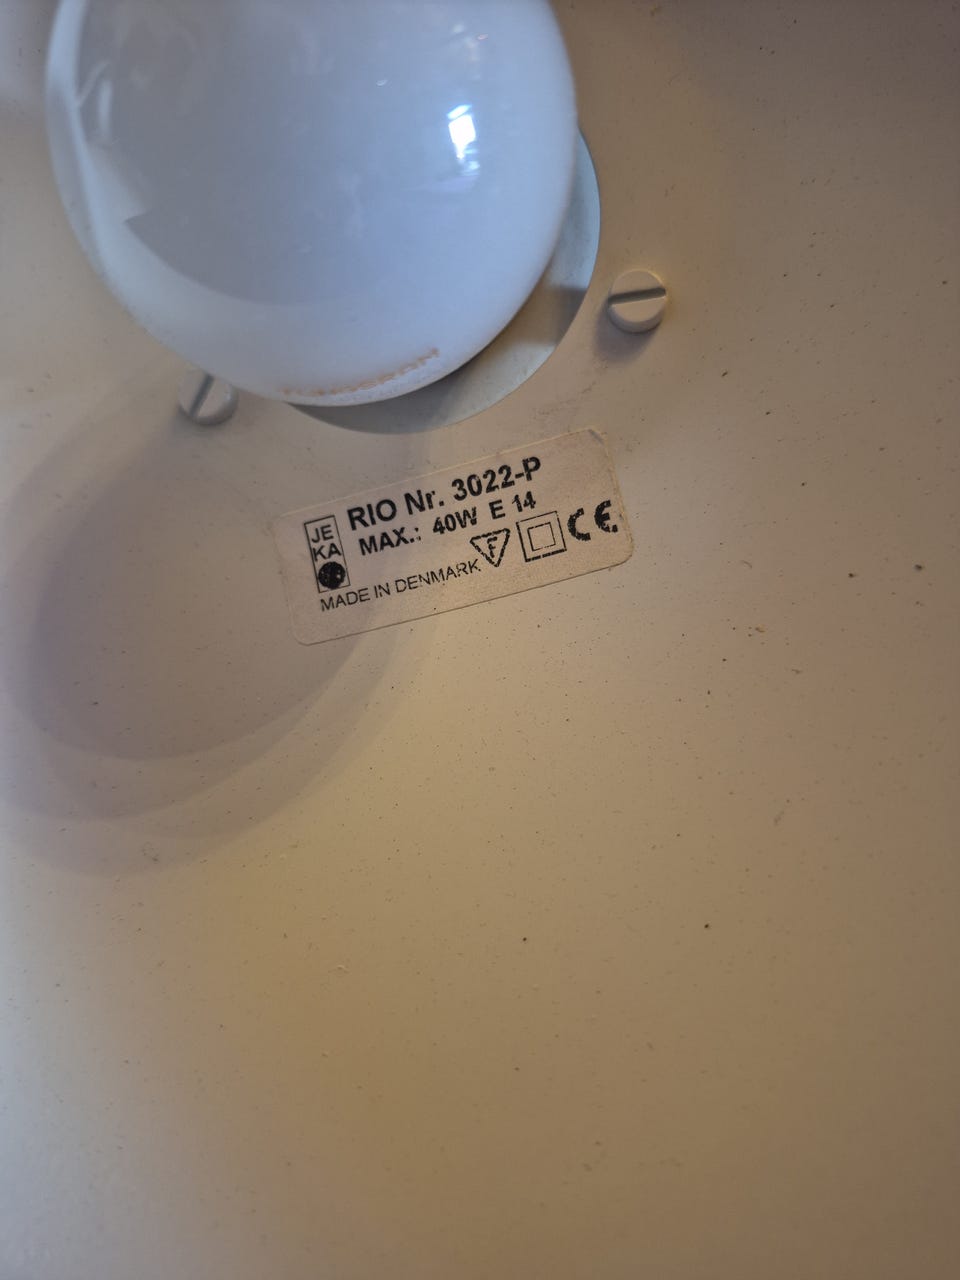 JE
KA
RIO Nr. 3022-P
MAX.: 40W E 14
F
CE
MADE IN DENMARK